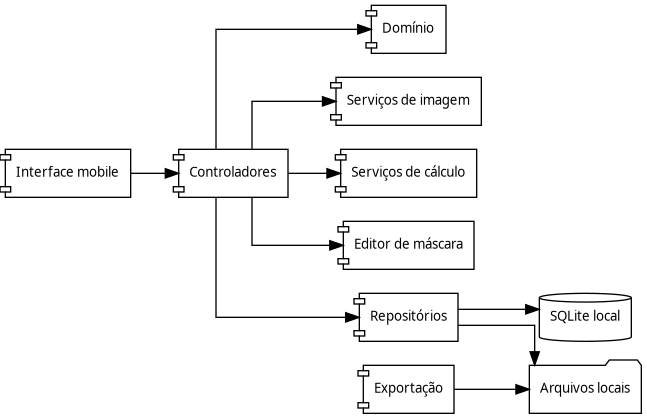 Domínio
Serviços de imagem
Interface mobile
Controladores
Serviços de cálculo
Editor de máscara
Repositórios
SQLite local
Exportação
Arquivos locais